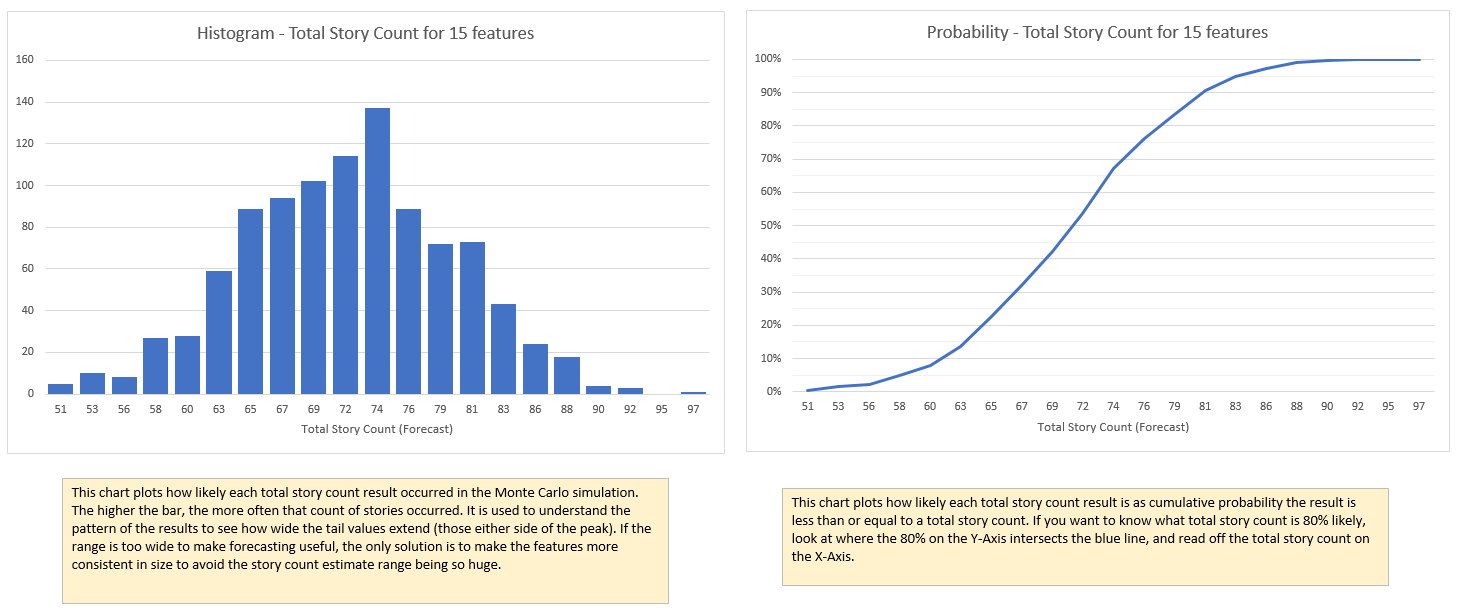 Histogram - Total Story Count for 15 features
160
140
120
100
80
60
40
20
0
51 53 56 58 60 63 65 67 69 72 74 76 79 81 83 86 88 90 92 95 97
Total Story Count (Forecast)
This chart plots how likely each total story count result occurred in the Monte Carlo simulation.
The higher the bar, the more often that count of stories occurred. It is used to understand the
pattern of the results to see how wide the tail values extend (those either side of the peak). If the
range is too wide to make forecasting useful, the only solution is to make the features more
consistent in size to avoid the story count estimate range being so huge.
Probability - Total Story Count for 15 features
100%
90%
80%
70%
60%
50%
40%
30%
20%
10%
0%
51 53 56 58 60 63 65 67 69 72 74 76 79 81 83 86 88 90 92 95 97
Total Story Count (Forecast)
This chart plots how likely each total story count result is as cumulative probability the result is
less than or equal to a total story count. If you want to know what total story count is 80% likely,
look at where the 80% on the Y-Axis intersects the blue line, and read off the total story count on
the X-Axis.